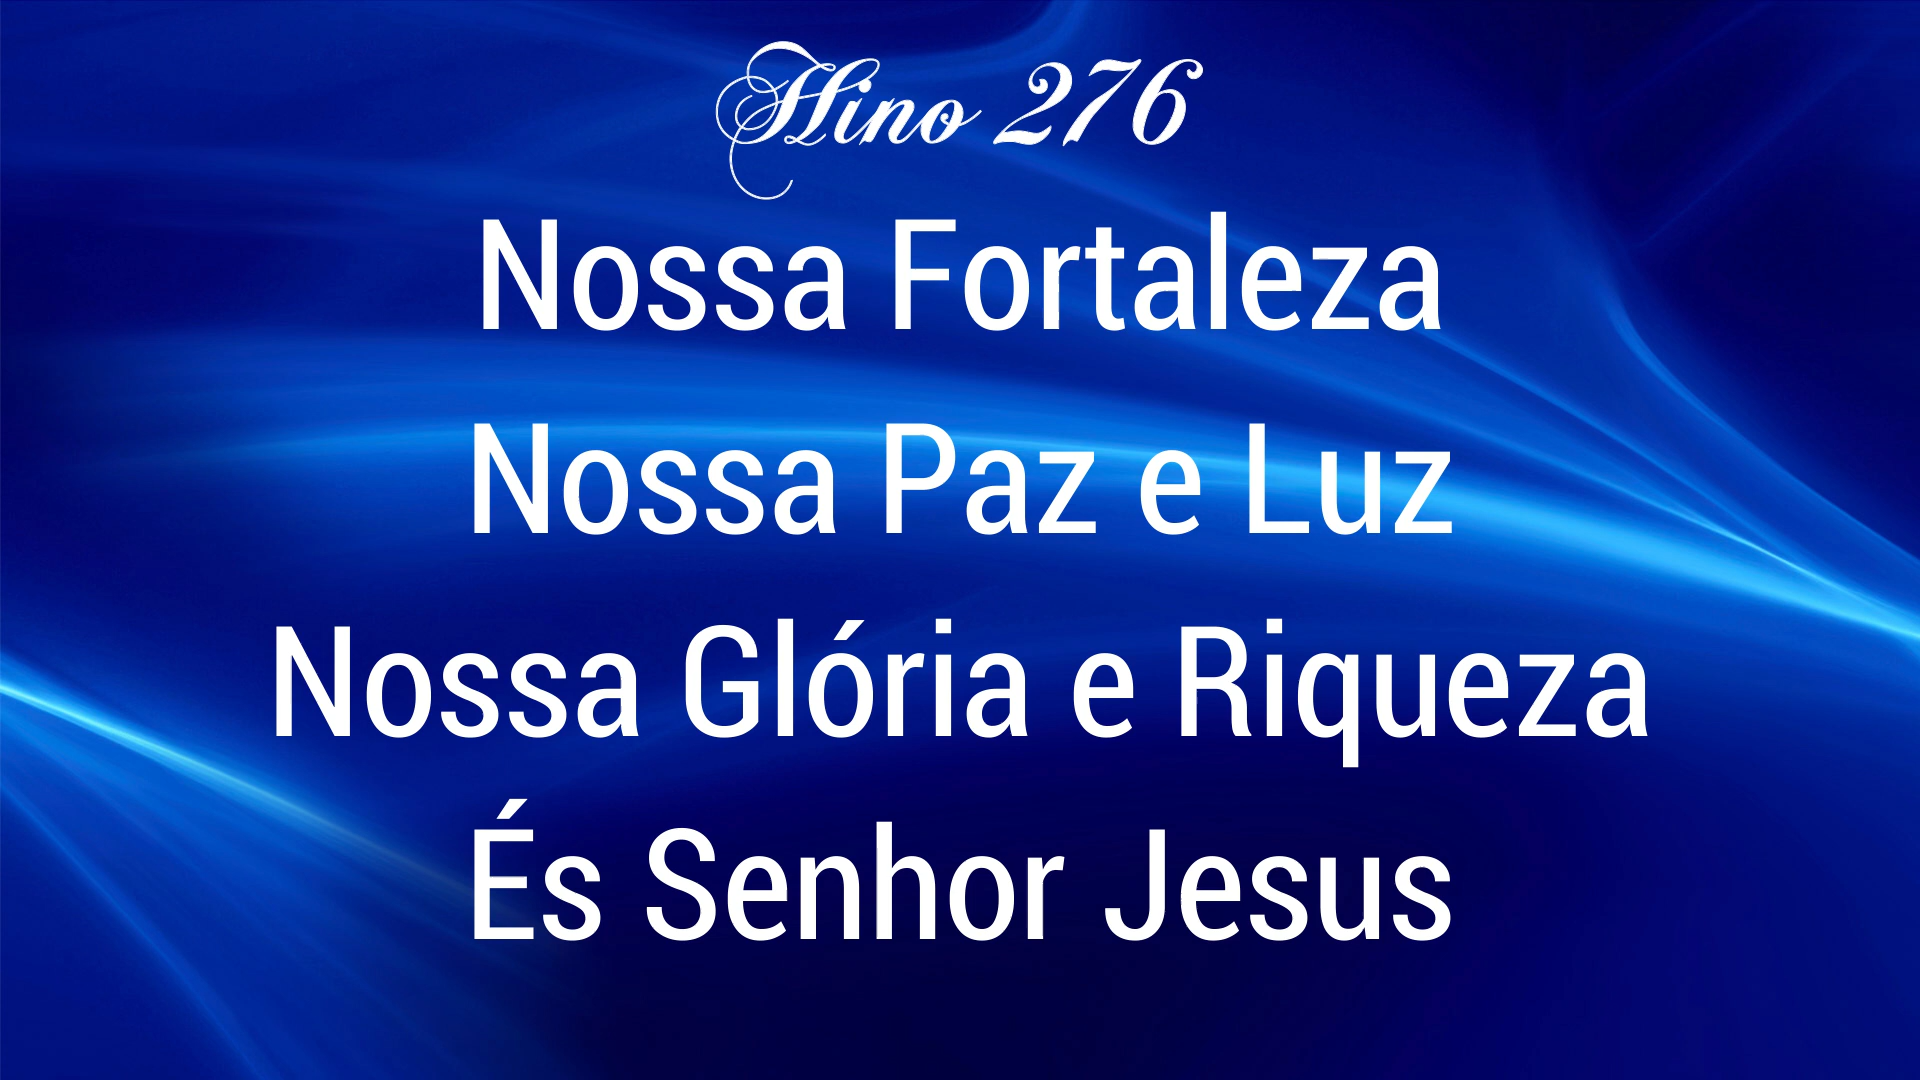 Hino 276
Nossa Fortaleza
Nossa Paz e Luz
Nossa Glória e Riqueza
És Senhor Jesus